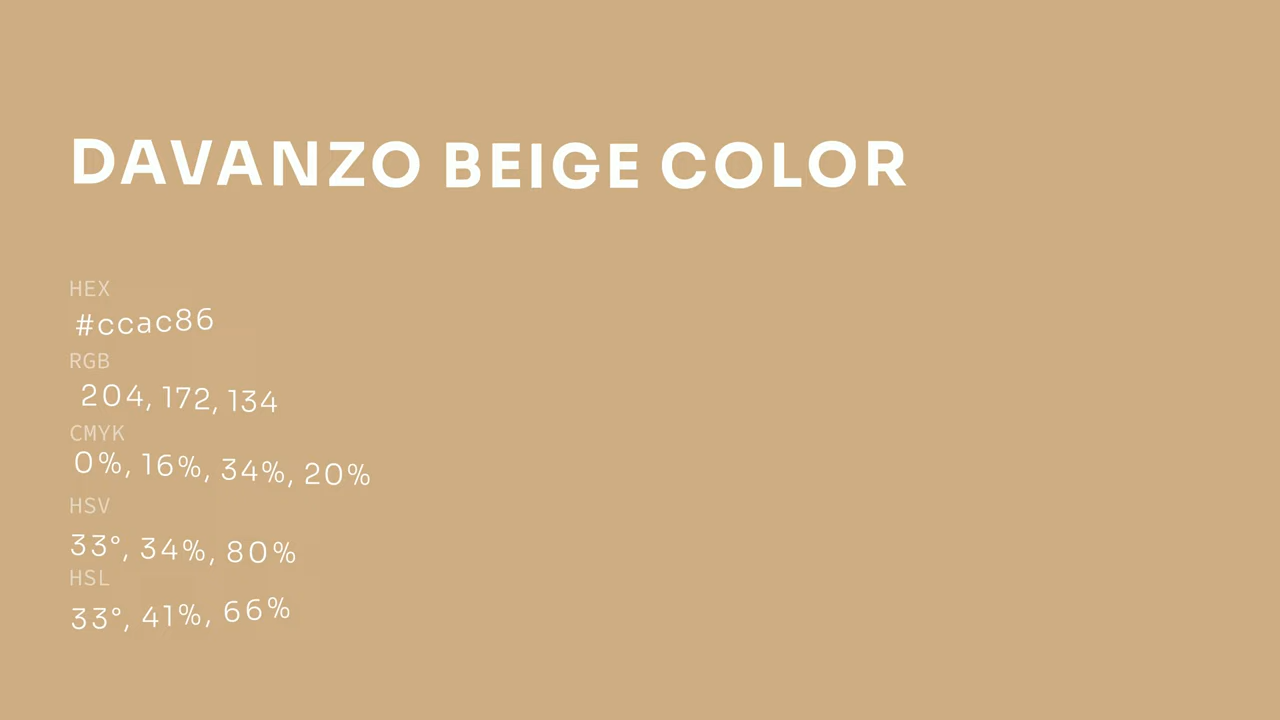 DAVANZO BEIGE COLOR
HEX
#ccac86
RGB
204, 172, 134
CMYK
0%, 16%, 34%, 20%
HSV
33°, 34%, 80%
HSL
33°, 41%, 66%